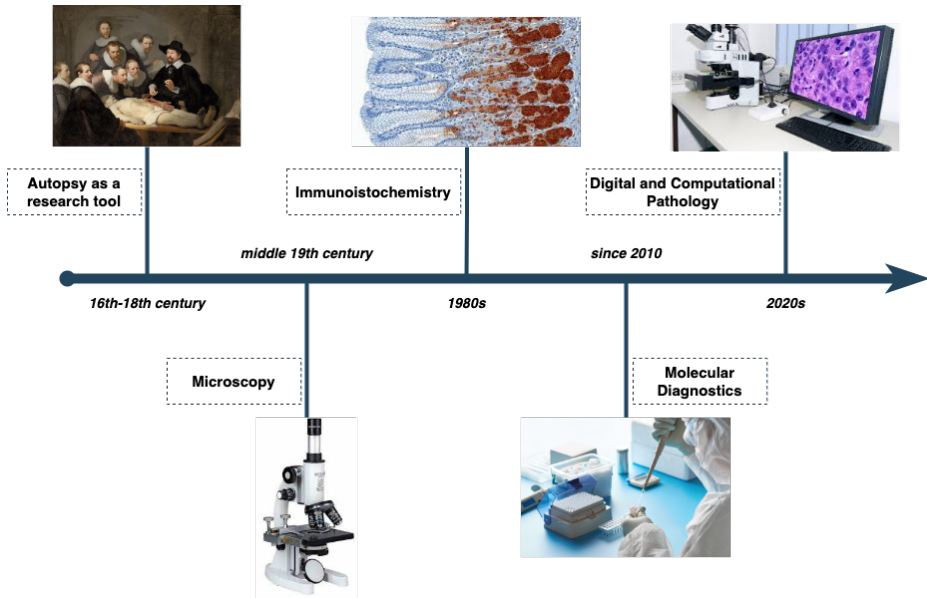 Autopsy as a
research tool
Immunoistochemistry
Digital and Computational
Pathology
middle 19th century
since 2010
16th-18th century
1980s
2020s
Microscopy
Molecular
Diagnostics